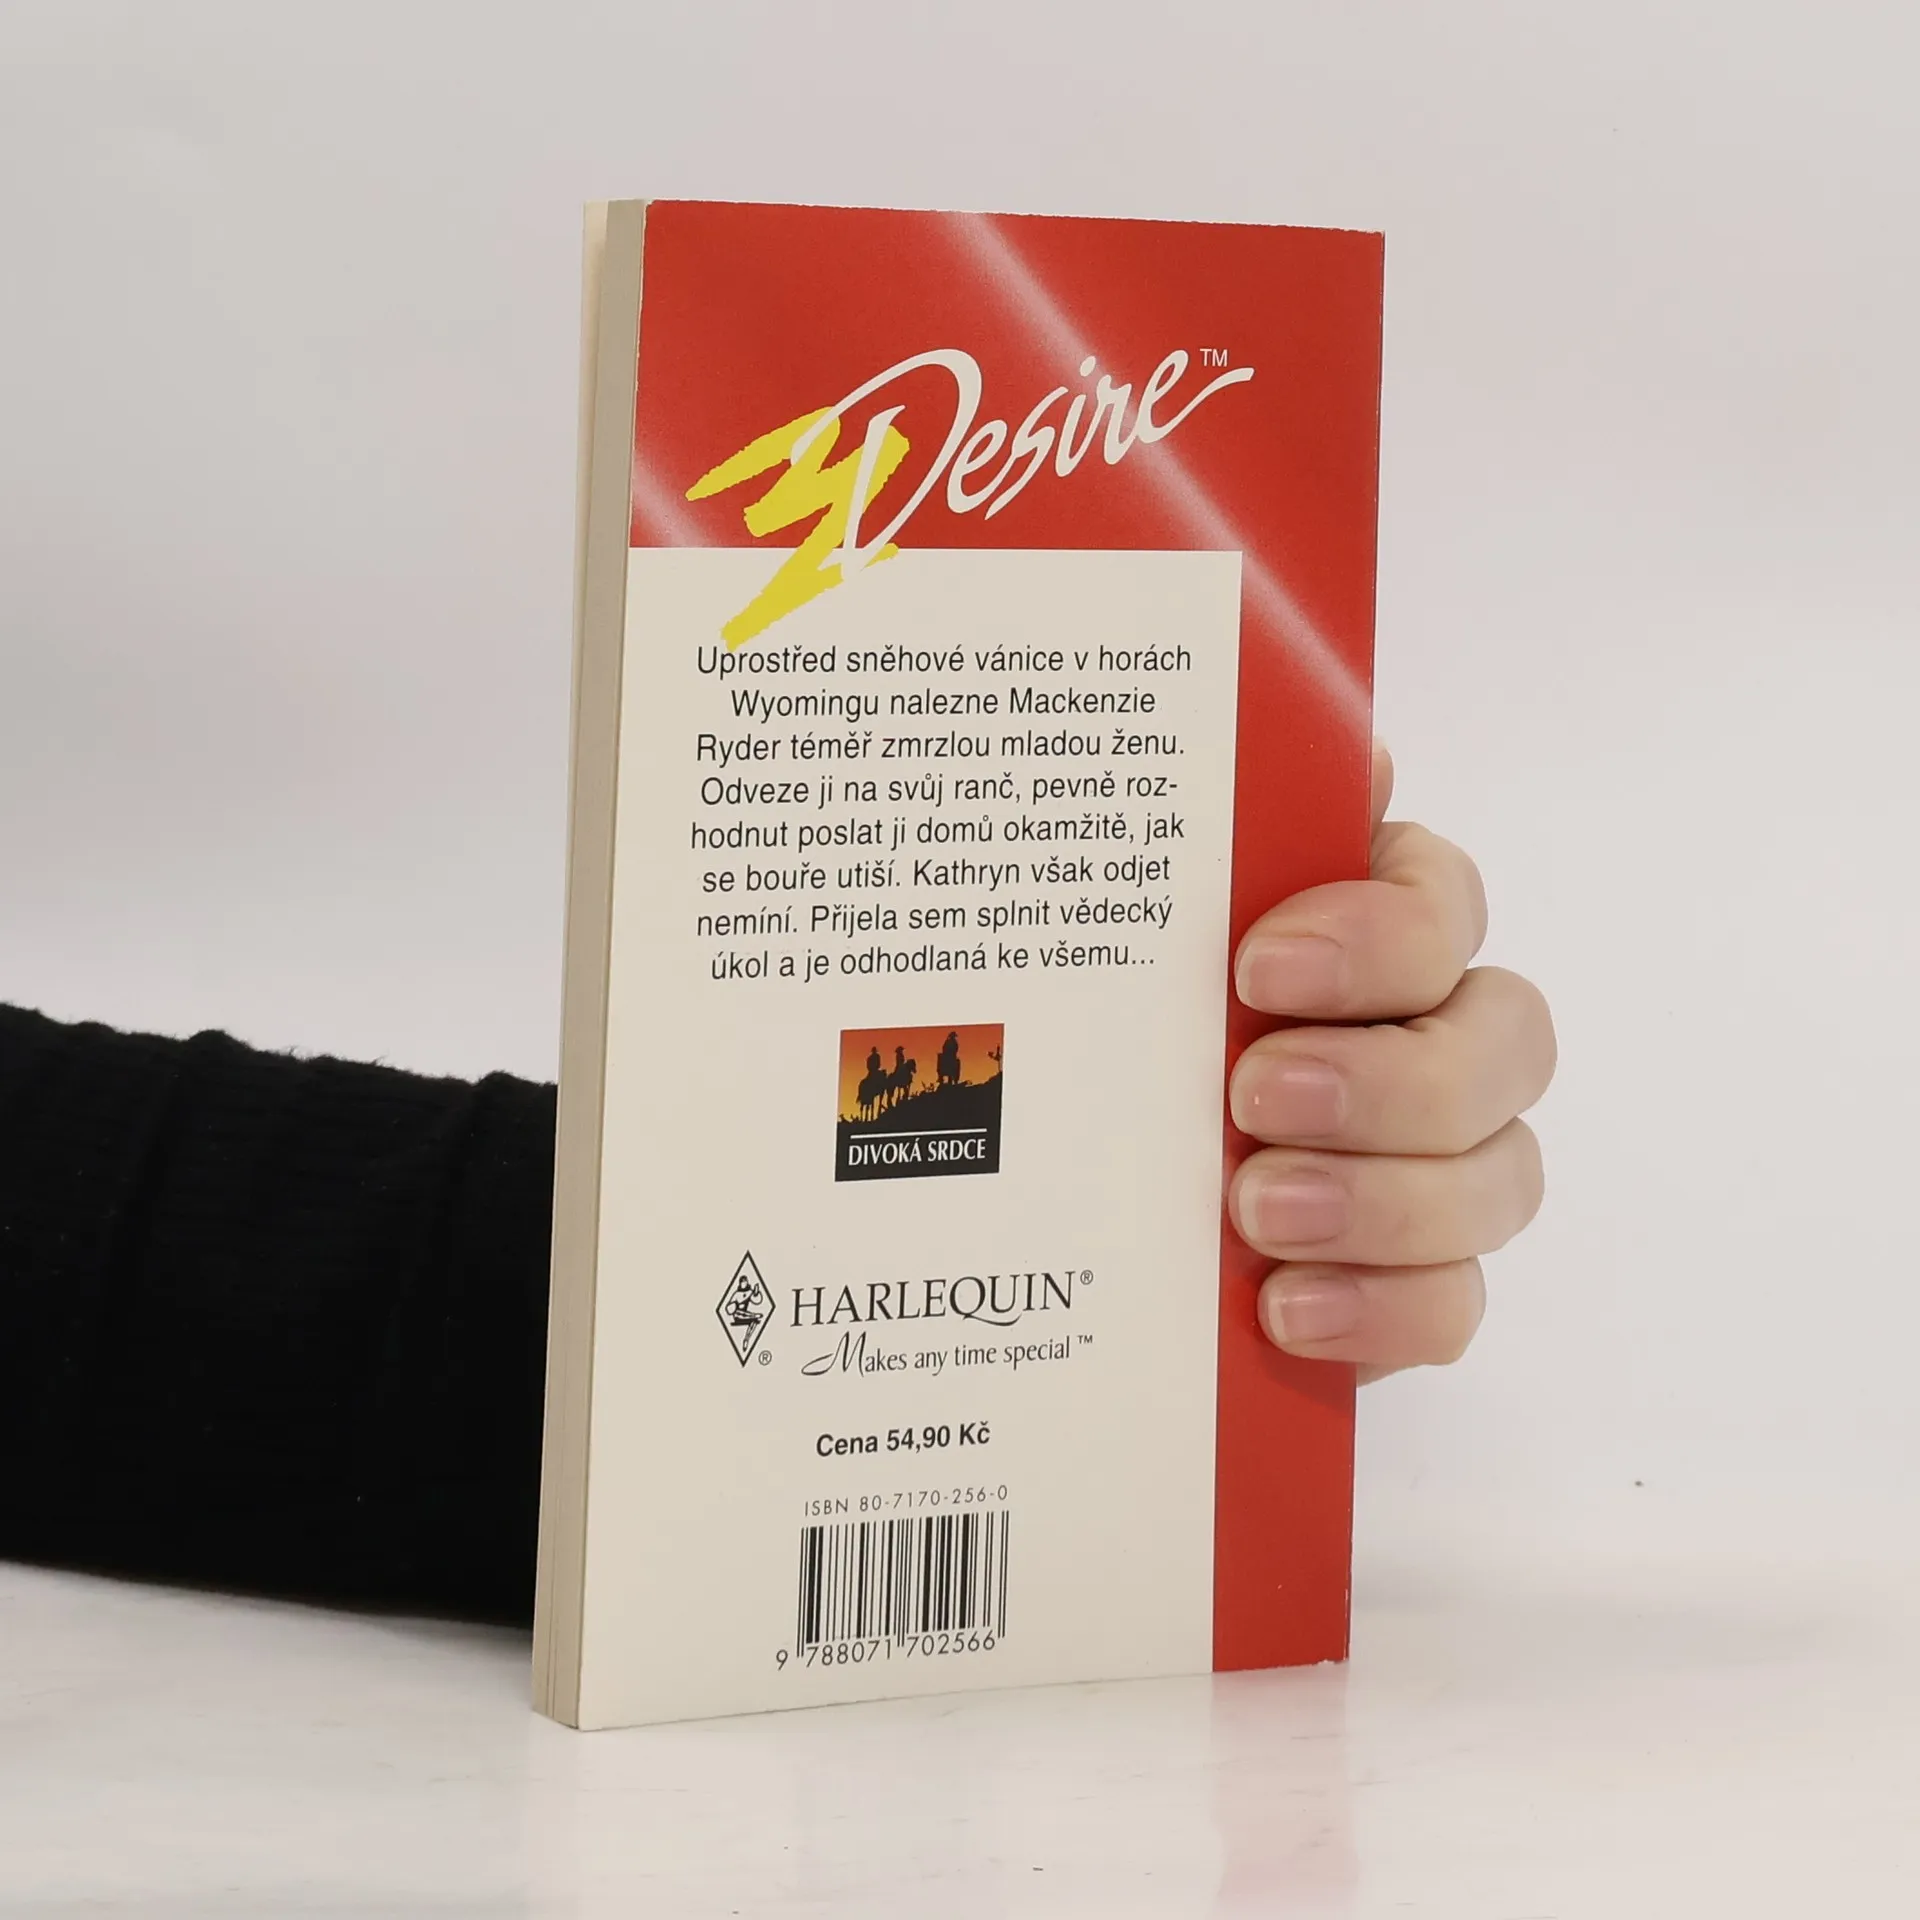 Desire™
Uprostřed sněhové vánice v horách
Wyomingu nalezne Mackenzie
Ryder téměř zmrzlou mladou ženu.
Odveze ji na svůj ranč, pevně roz-
hodnut poslat ji domů okamžitě, jak
se bouře utiší. Kathryn však odjet
nemíní. Přijela sem splnit vědecký
úkol a je odhodlaná ke všemu...
DIVOKÁ SRDCE
HARLEQUIN®
®
Makes any time special™
Cena 54,90 Kč
ISBN 80-7170-256-0
9 788071 702566